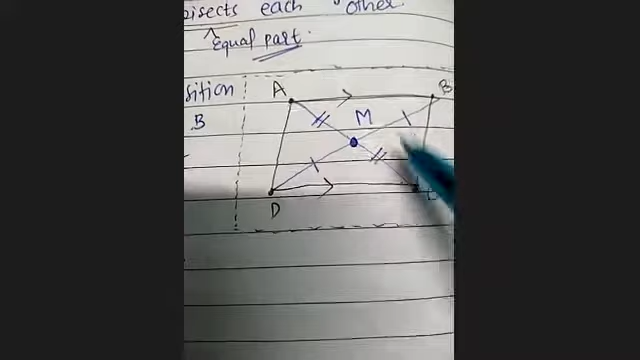 bisects each other.
Equal part.
sition
A
B
B
M
D